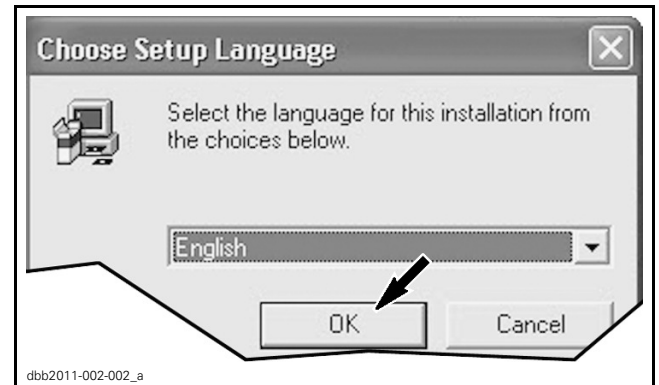 Choose Setup Language
Select the language for this installation from
the choices below.
English
OK
Cancel
dbb2011-002-002_a